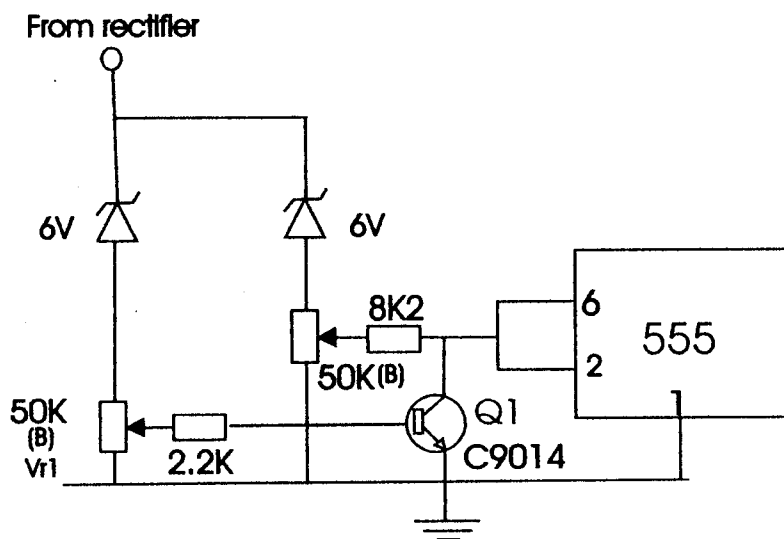 From rectifier
6V
6V
8K2
6
555
2
1
50K(B)
50K
(B)
Vr1
2.2K
Q1
C9014